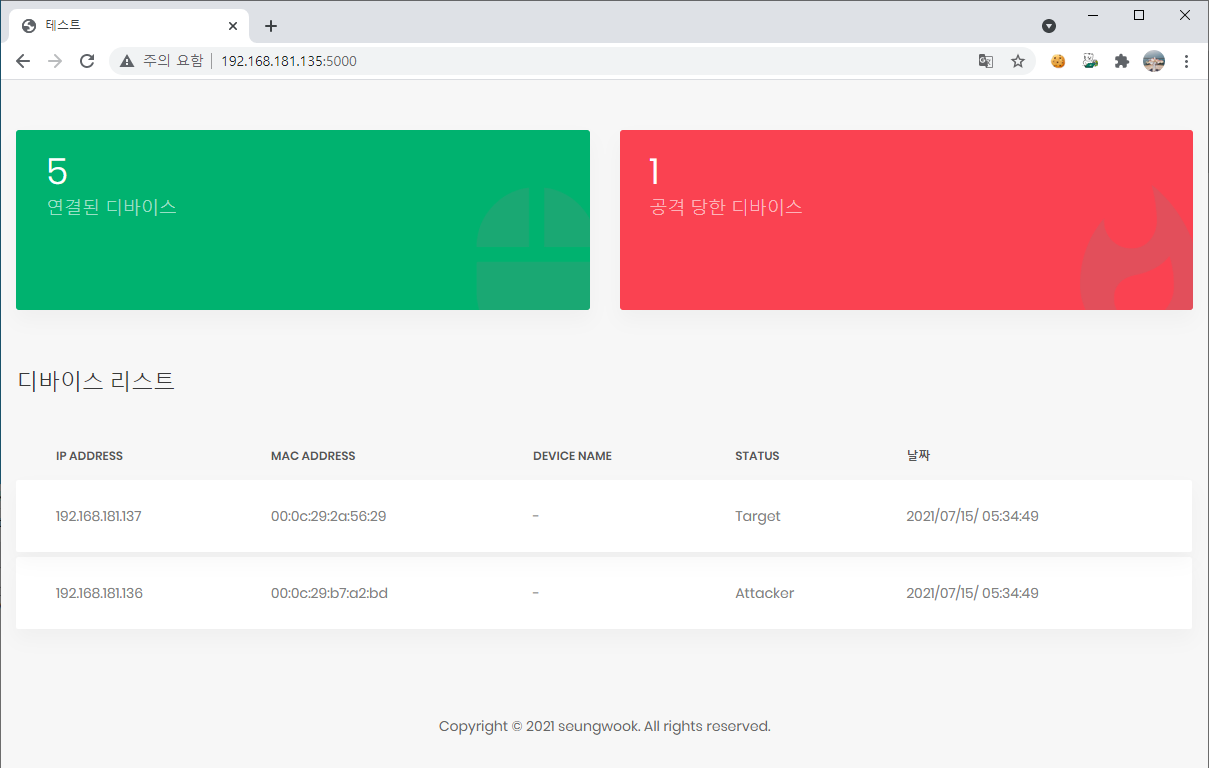 테스트
주의 요함 | 192.168.181.135:5000
5
연결된 디바이스
1
공격 당한 디바이스
디바이스 리스트
IP ADDRESS MAC ADDRESS DEVICE NAME STATUS 날짜
192.168.181.137 00:0c:29:2a:56:29 - Target 2021/07/15/ 05:34:49
192.168.181.136 00:0c:29:b7:a2:bd - Attacker 2021/07/15/ 05:34:49
Copyright © 2021 seungwook. All rights reserved.